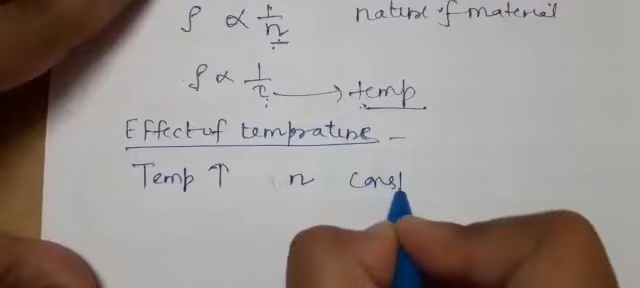 ρ ∝ 1/n nature of material
ρ ∝ 1/τ → temp
Effect of temprature –
Temp ↑ n const